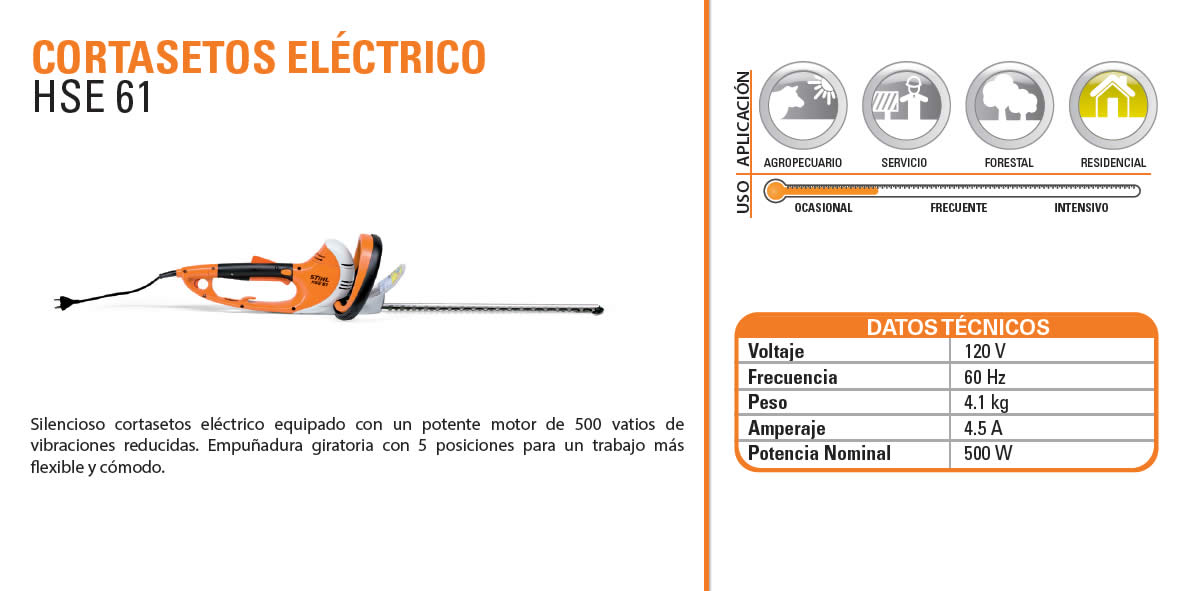 CORTASETOS ELÉCTRICO
HSE 61
STIHL
HSE 61
Silencioso cortasetos eléctrico equipado con un potente motor de 500 vatios de
vibraciones reducidas. Empuñadura giratoria con 5 posiciones para un trabajo más
flexible y cómodo.
APLICACIÓN
AGROPECUARIO SERVICIO FORESTAL RESIDENCIAL
USO
OCASIONAL FRECUENTE INTENSIVO
DATOS TÉCNICOS
Voltaje 120 V
Frecuencia 60 Hz
Peso 4.1 kg
Amperaje 4.5 A
Potencia Nominal 500 W